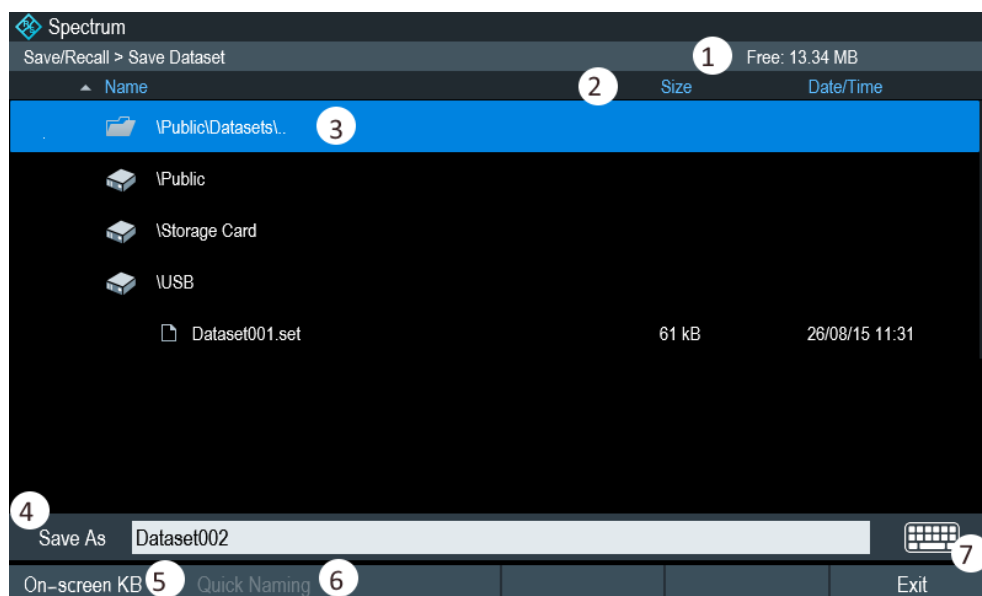 Spectrum
Save/Recall > Save Dataset 1 Free: 13.34 MB
Name 2 Size Date/Time
\Public\Datasets\.. 3
\Public
\Storage Card
\USB
Dataset001.set 61 kB 26/08/15 11:31
4
Save As Dataset002
7
On-screen KB 5 Quick Naming 6 Exit